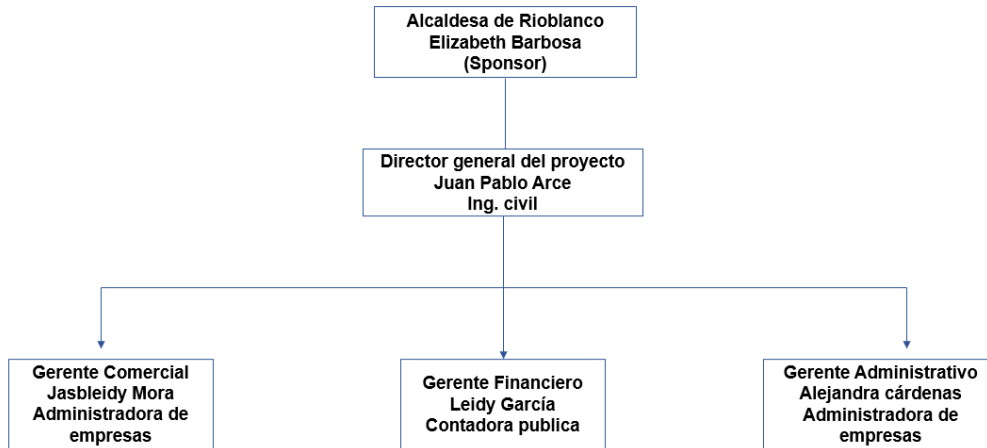 Alcaldesa de Rioblanco
Elizabeth Barbosa
(Sponsor)
Director general del proyecto
Juan Pablo Arce
Ing. civil
Gerente Comercial
Jasbleidy Mora
Administradora de
empresas
Gerente Financiero
Leidy García
Contadora publica
Gerente Administrativo
Alejandra cárdenas
Administradora de
empresas